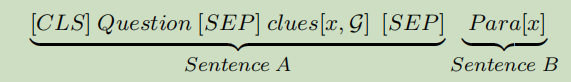 [CLS] Question [SEP] clues[x, G] [SEP] Para[x]
Sentence A Sentence B